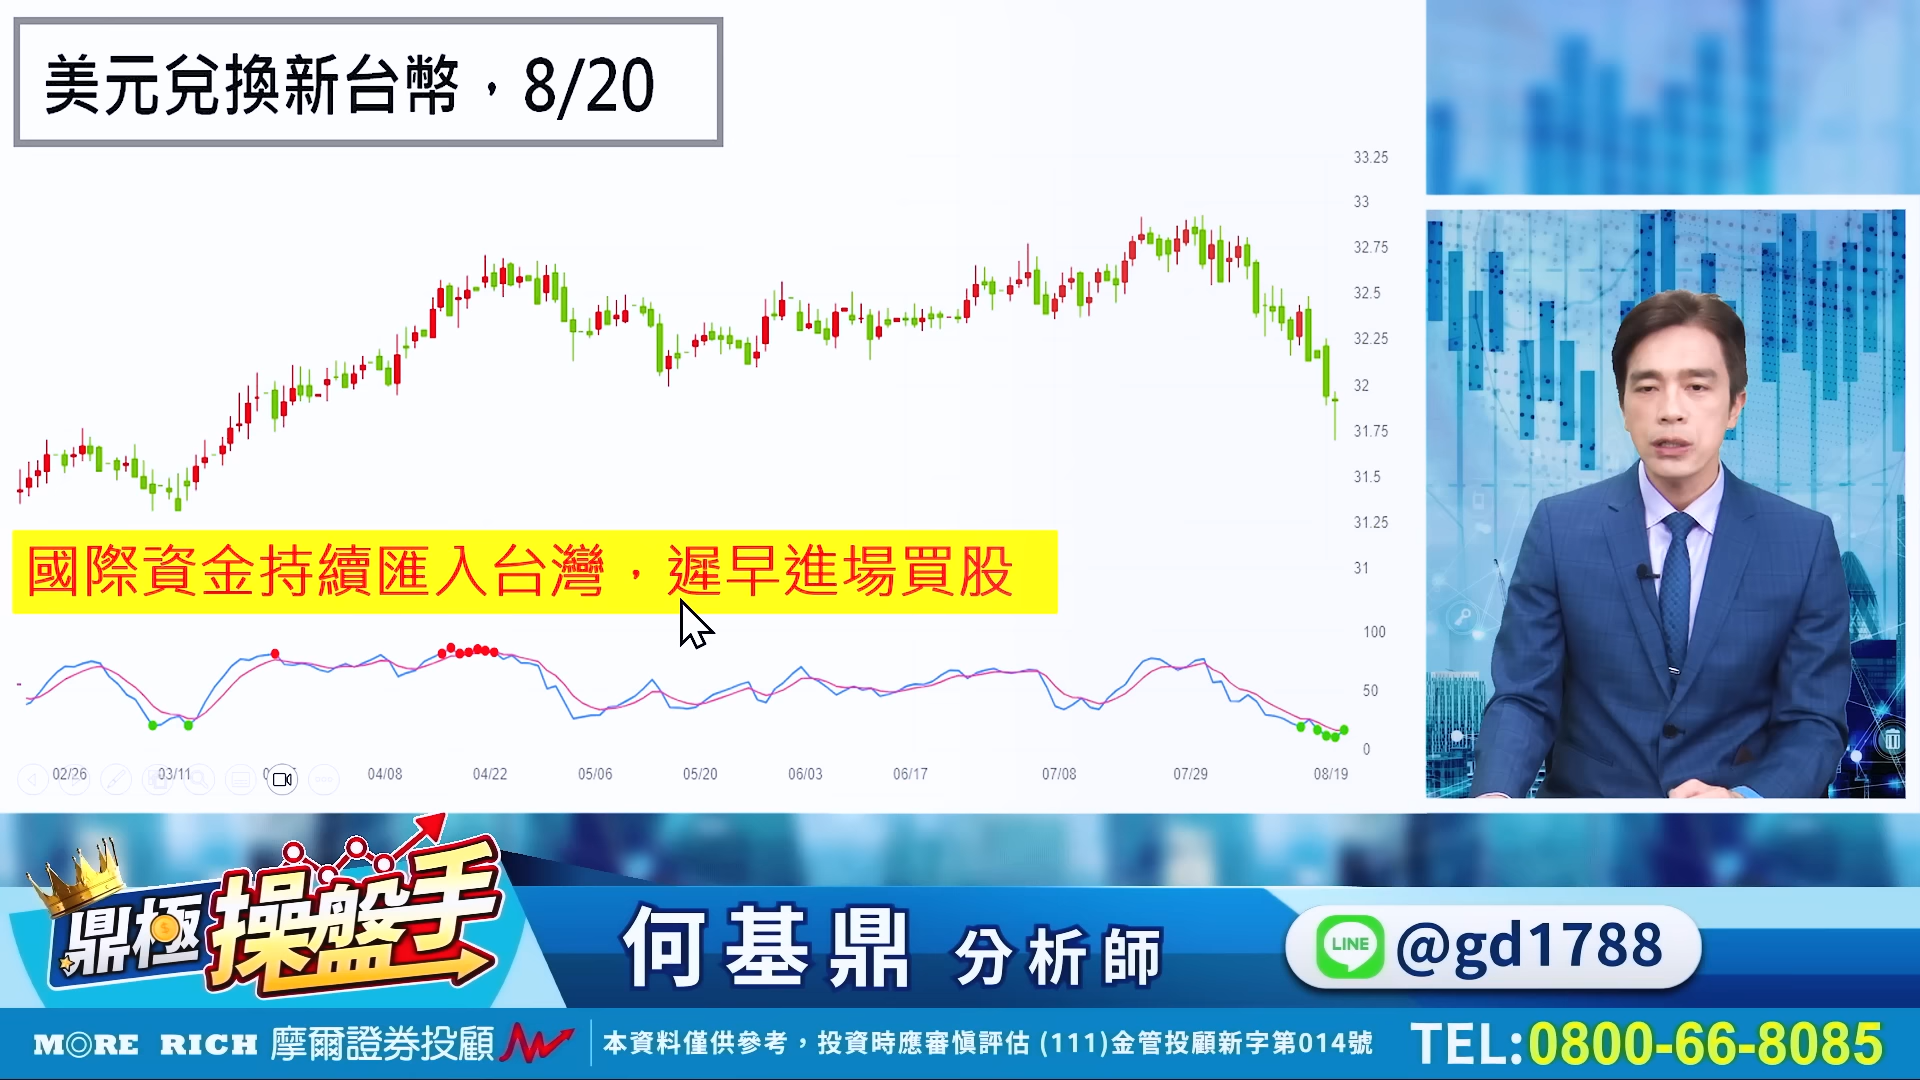 美元兌換新台幣，8/20
33.25
33
32.75
32.5
32.25
32
31.75
31.5
31.25
31
國際資金持續匯入台灣，遲早進場買股
100
50
0
02/26 03/11 04/08 04/22 05/06 05/20 06/03 06/17 07/08 07/29 08/19
鼎極操盤手
何基鼎 分析師
LINE @gd1788
MORE RICH 摩爾證券投顧
本資料僅供參考，投資時應審慎評估 (111)金管投顧新字第014號
TEL:0800-66-8085